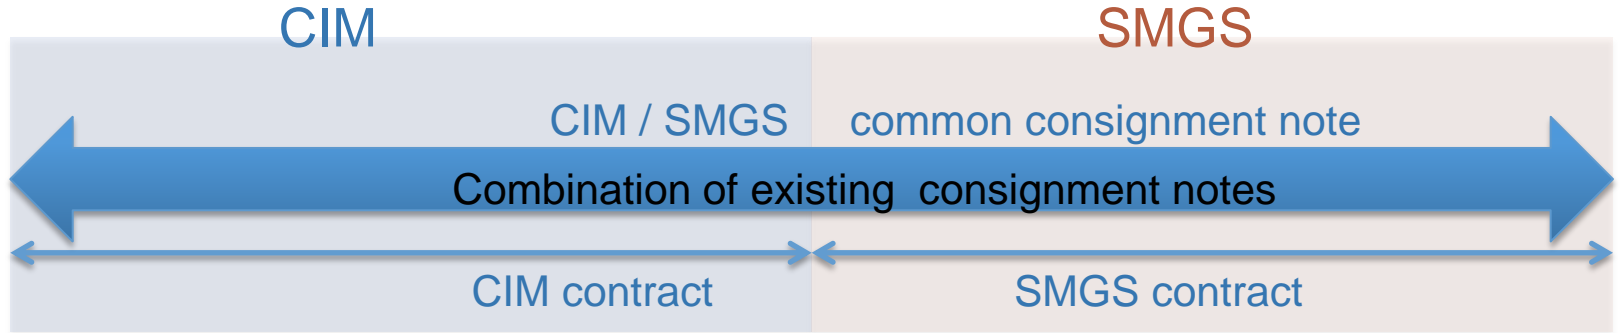 CIM SMGS
CIM / SMGS common consignment note
Combination of existing consignment notes
CIM contract SMGS contract